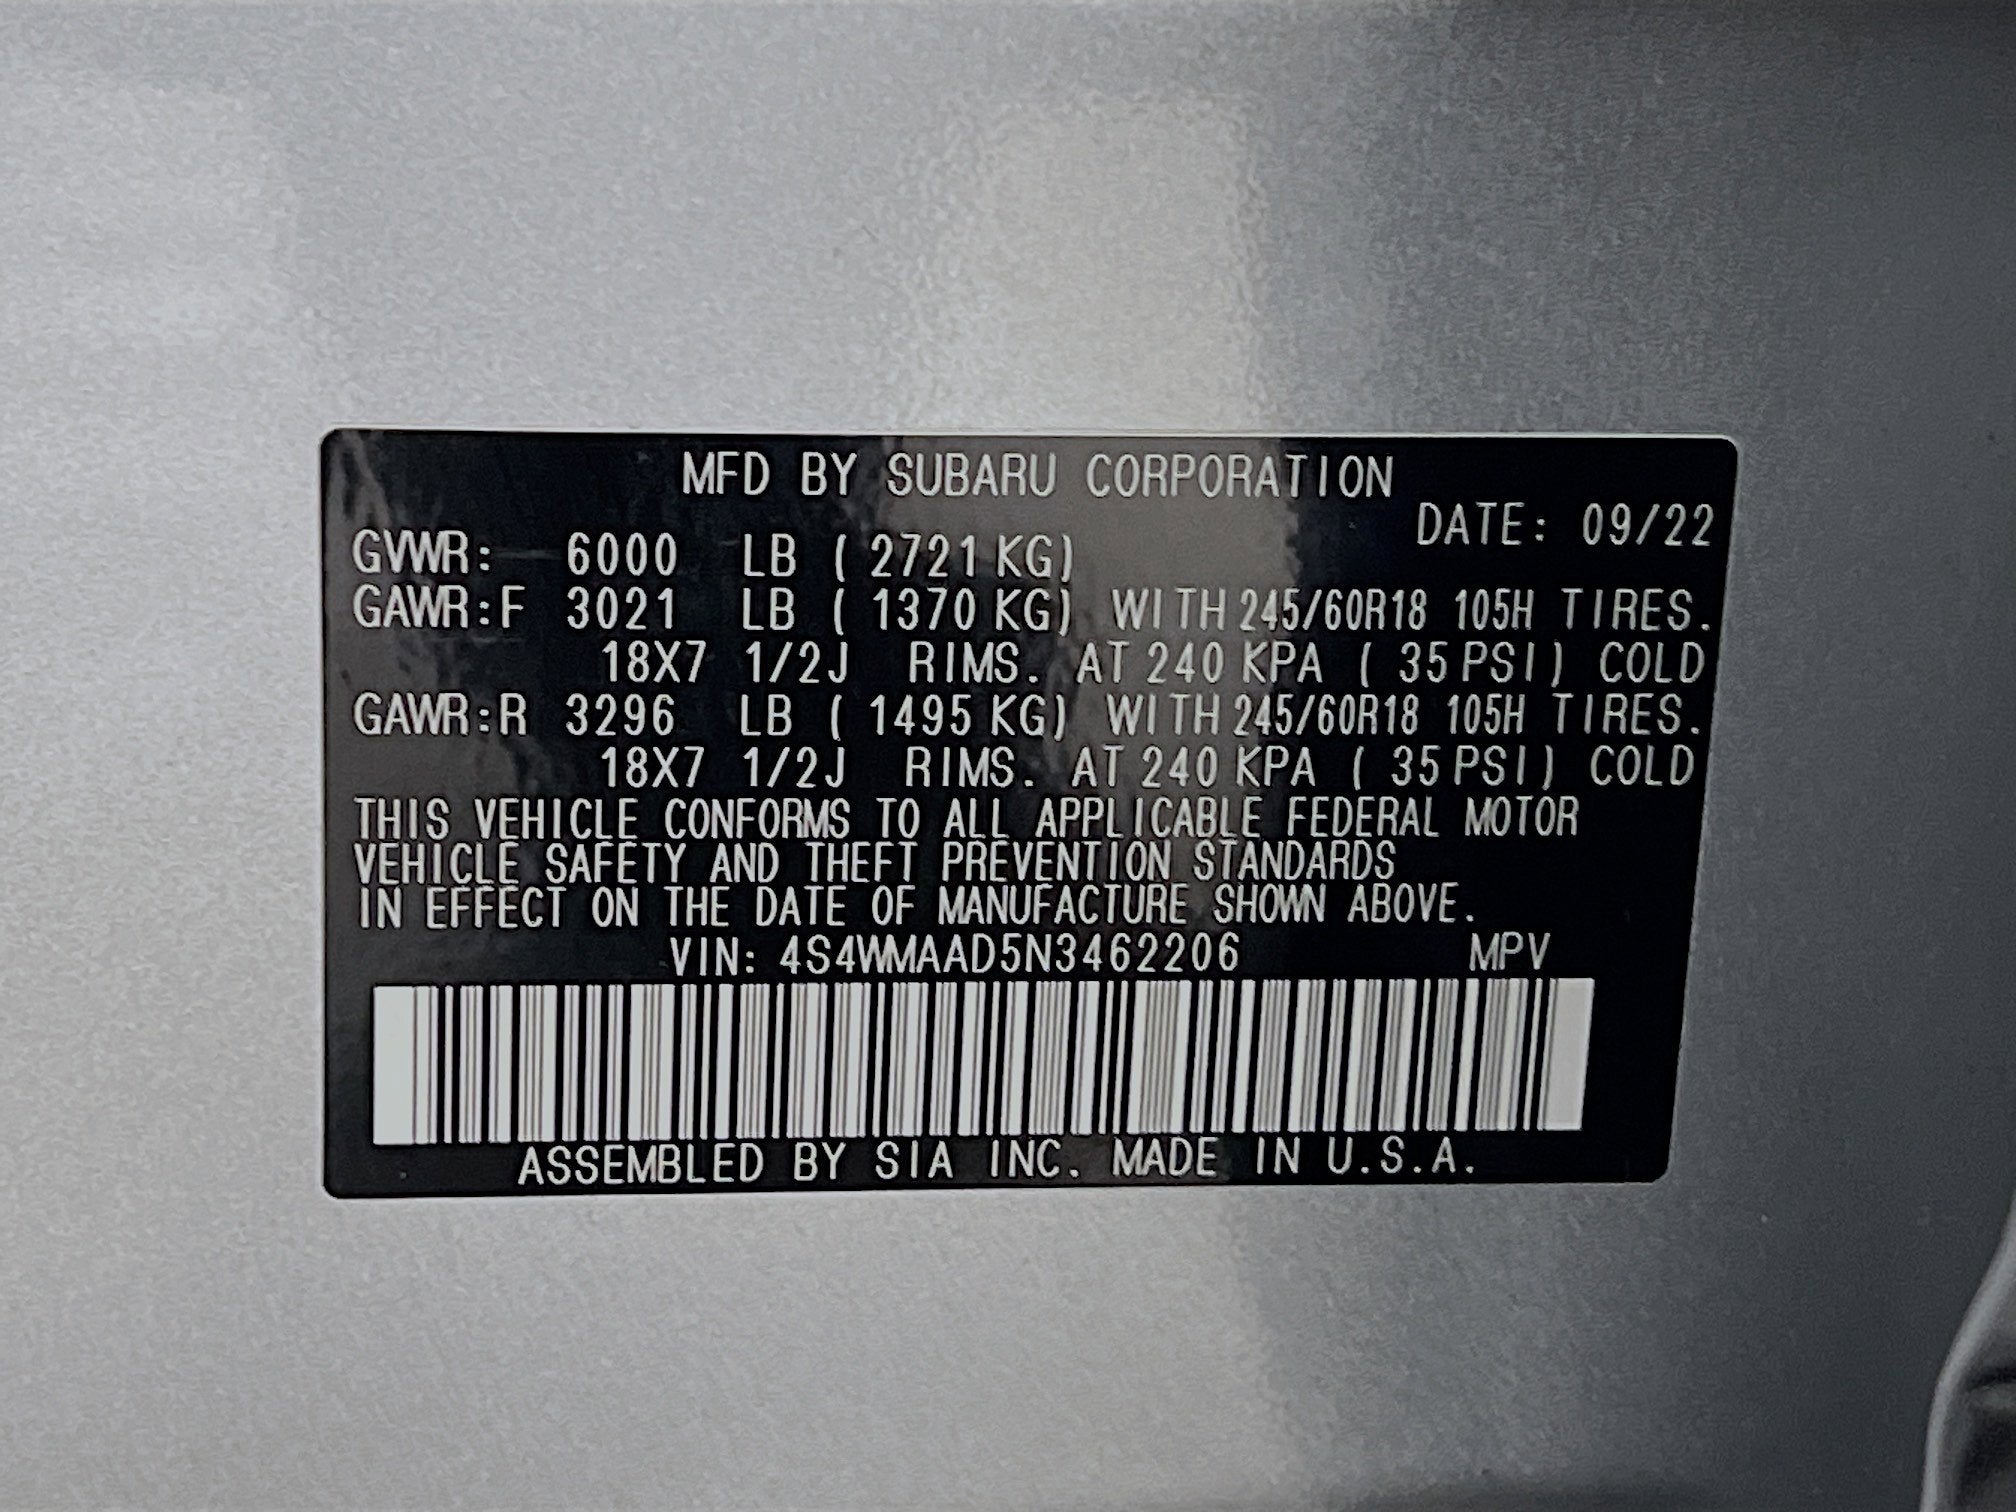 MFD BY SUBARU CORPORATION
DATE: 09/22
GVWR: 6000 LB ( 2721 KG)
GAWR:F 3021 LB ( 1370 KG) WITH 245/60R18 105H TIRES.
18X7 1/2J RIMS. AT 240 KPA ( 35 PSI) COLD
GAWR:R 3296 LB ( 1495 KG) WITH 245/60R18 105H TIRES.
18X7 1/2J RIMS. AT 240 KPA ( 35 PSI) COLD
THIS VEHICLE CONFORMS TO ALL APPLICABLE FEDERAL MOTOR
VEHICLE SAFETY AND THEFT PREVENTION STANDARDS
IN EFFECT ON THE DATE OF MANUFACTURE SHOWN ABOVE.
VIN: 4S4WMAAD5N3462206 MPV
ASSEMBLED BY SIA INC. MADE IN U.S.A.